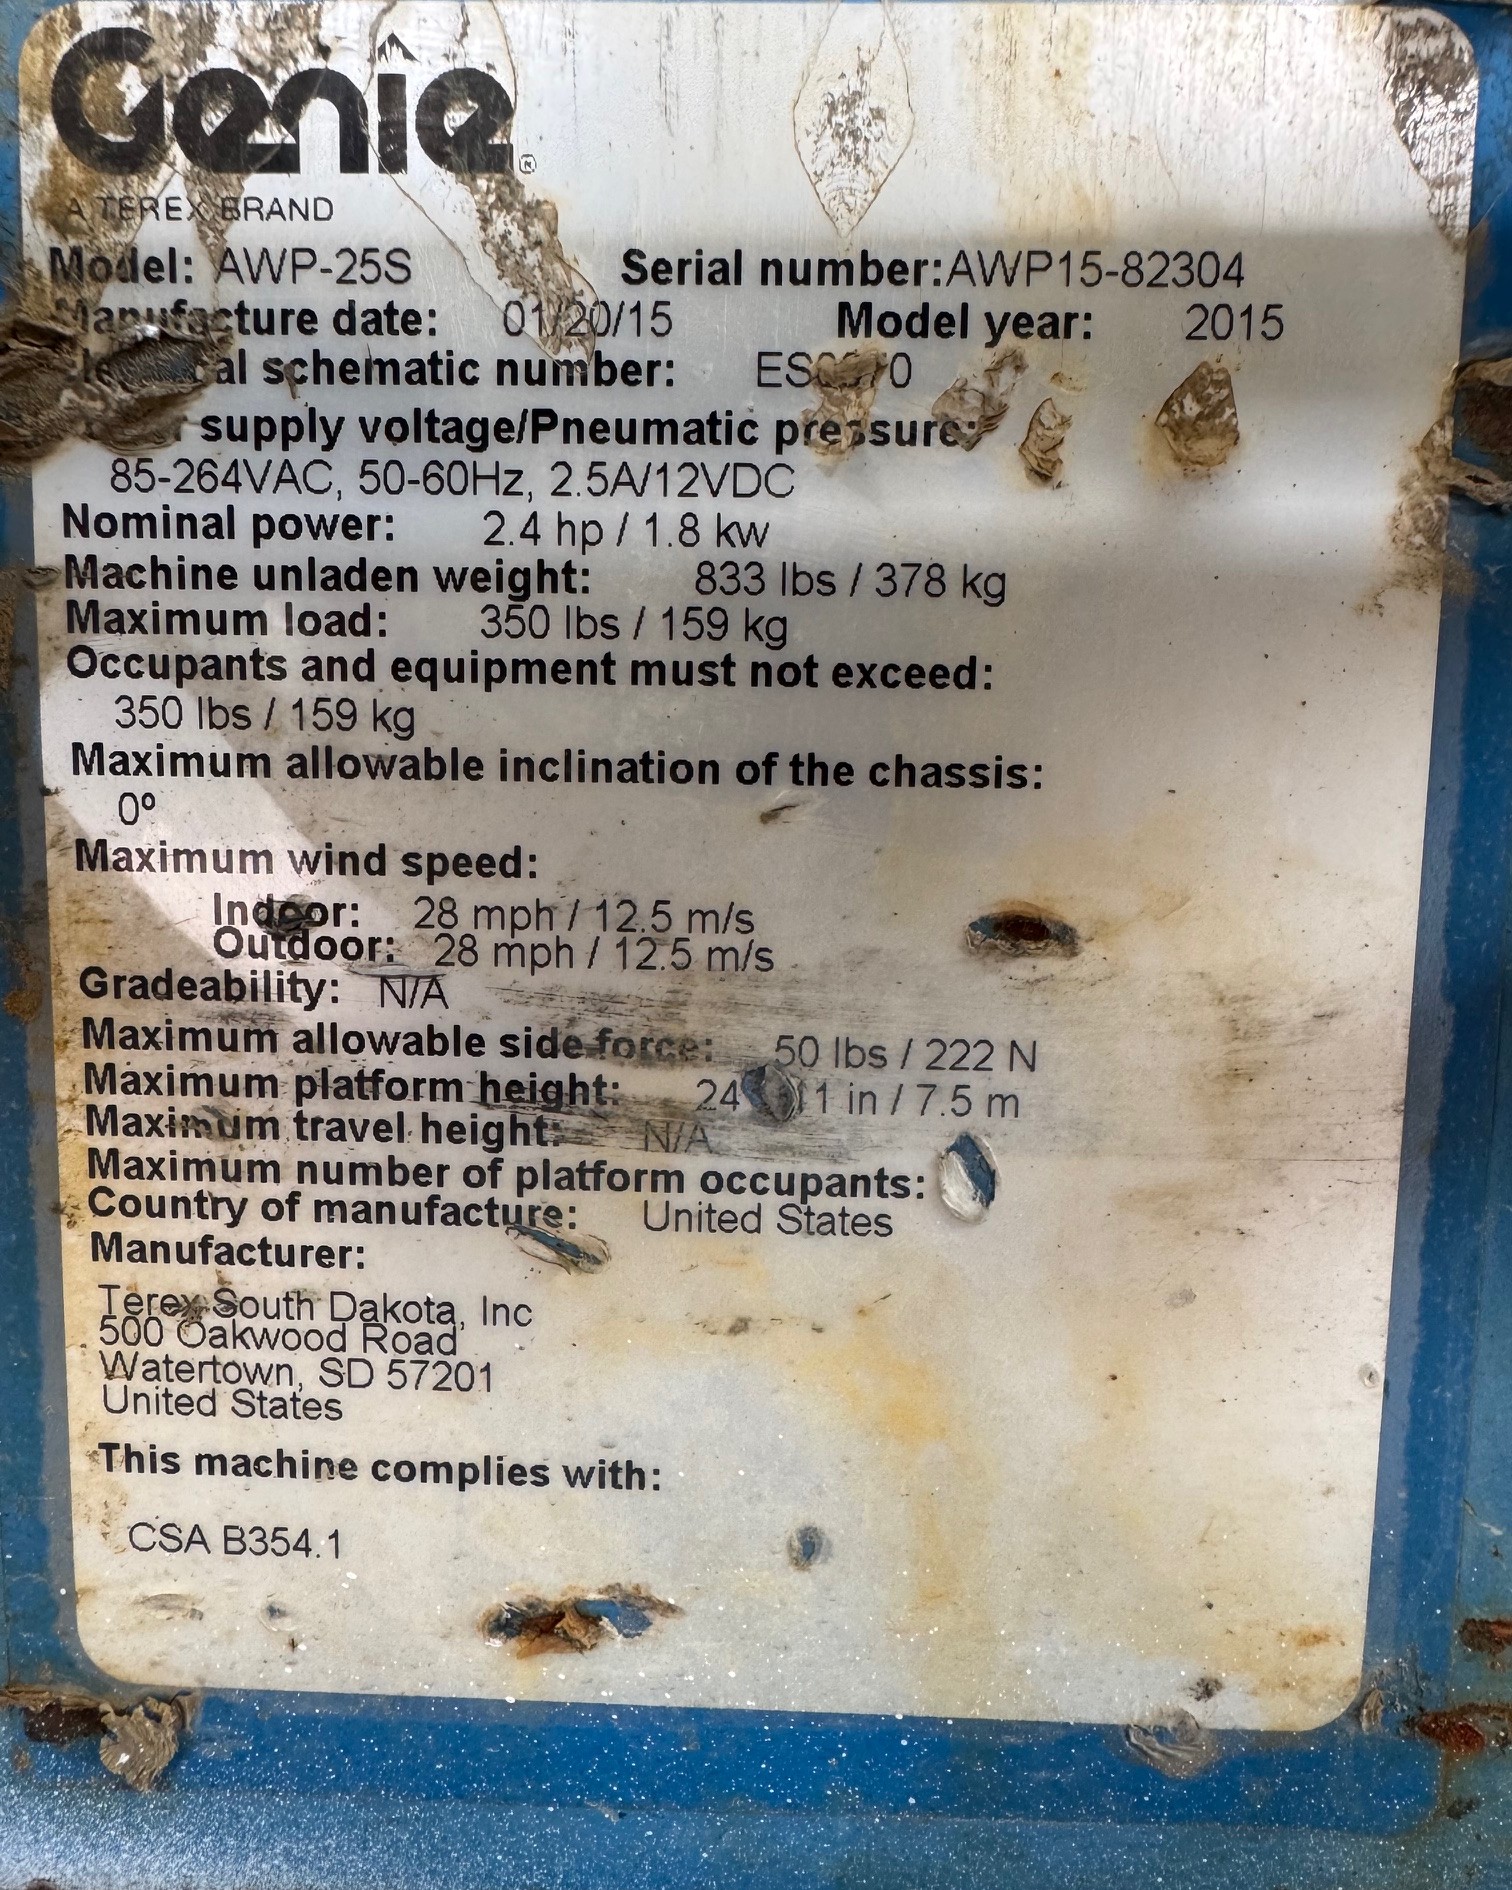 Genie
A TEREX BRAND
Model: AWP-25S Serial number:AWP15-82304
Manufacture date: 01/20/15 Model year: 2015
schematic number:
supply voltage/Pneumatic pressure:
85-264VAC, 50-60Hz, 2.5A/12VDC
Nominal power: 2.4 hp / 1.8 kw
Machine unladen weight: 833 lbs / 378 kg
Maximum load: 350 lbs / 159 kg
Occupants and equipment must not exceed:
350 lbs / 159 kg
Maximum allowable inclination of the chassis:
0º
Maximum wind speed:
Indoor: 28 mph / 12.5 m/s
Outdoor: 28 mph / 12.5 m/s
Gradeability: N/A
Maximum allowable side force: 50 lbs / 222 N
Maximum platform height: 24 in / 7.5 m
Maximum travel height: N/A
Maximum number of platform occupants:
Country of manufacture: United States
Manufacturer:
Terex South Dakota, Inc
500 Oakwood Road
Watertown, SD 57201
United States
This machine complies with:
CSA B354.1